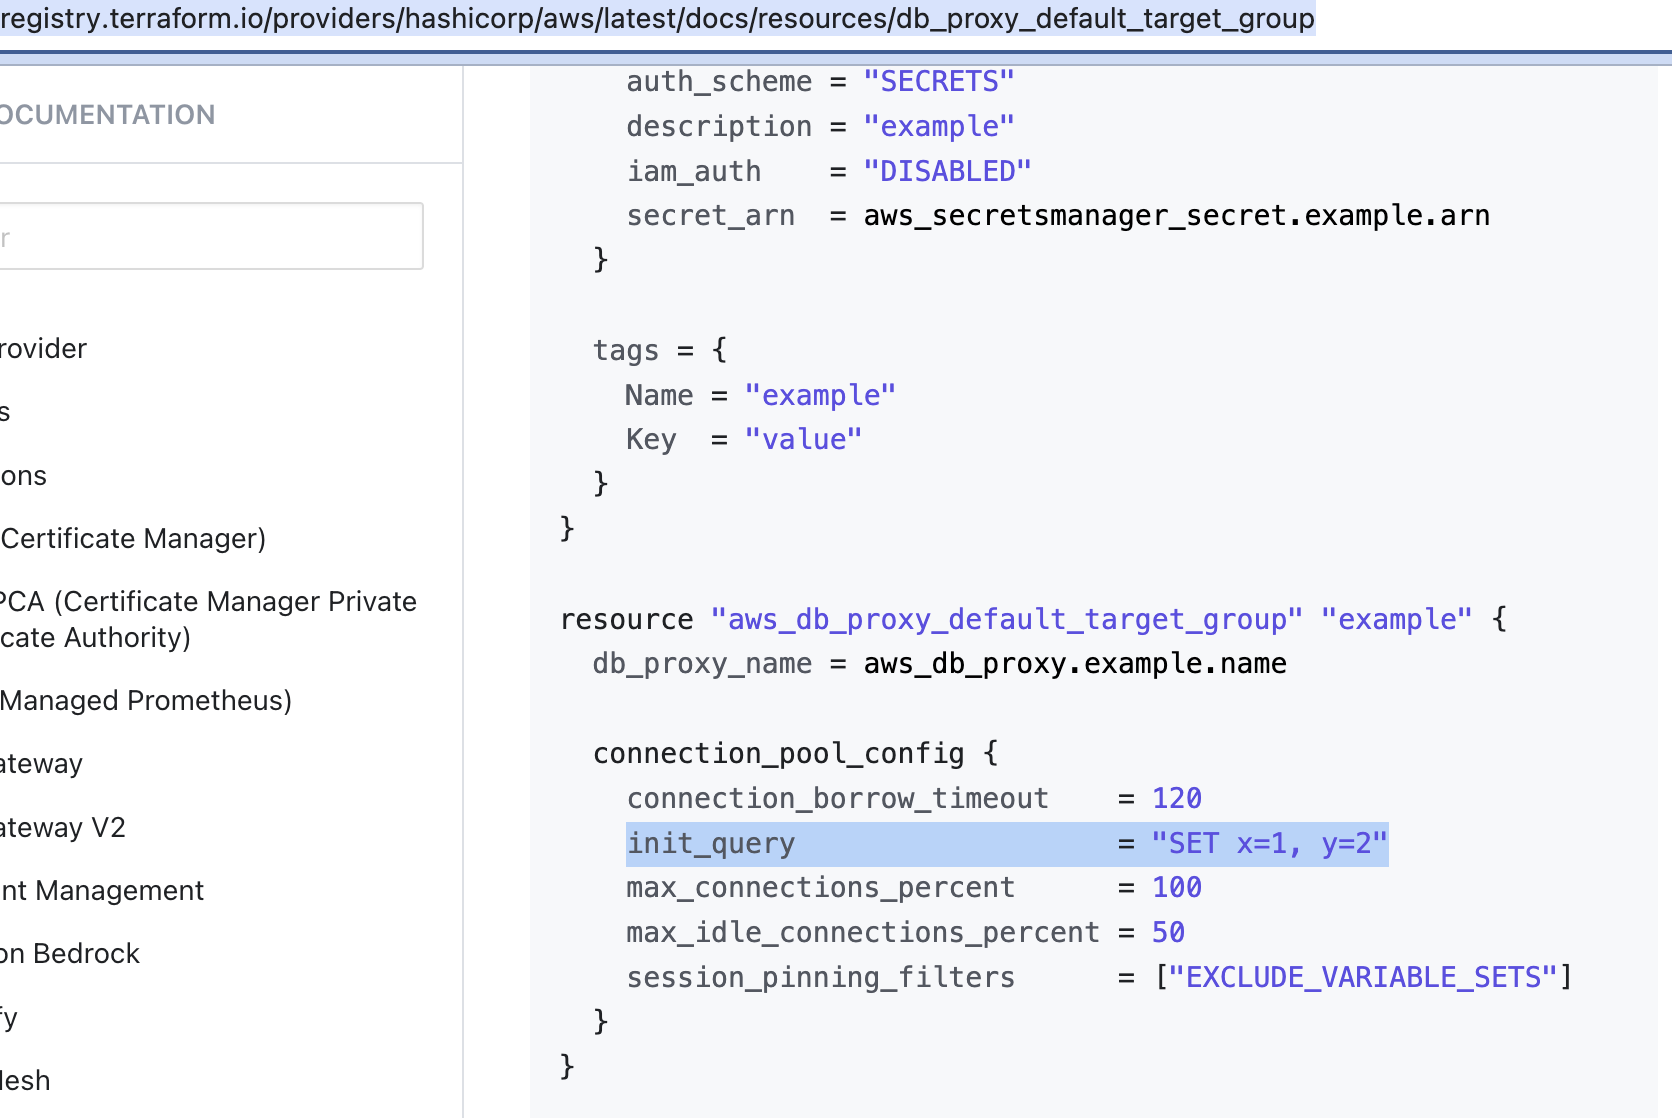 registry.terraform.io/providers/hashicorp/aws/latest/docs/resources/db_proxy_default_target_group
OCUMENTATION
r
rovider
s
ons
Certificate Manager)
PCA (Certificate Manager Private
cate Authority)
Managed Prometheus)
ateway
ateway V2
nt Management
on Bedrock
fy
lesh
auth_scheme = "SECRETS"
description = "example"
iam_auth    = "DISABLED"
secret_arn  = aws_secretsmanager_secret.example.arn
}
tags = {
Name = "example"
Key  = "value"
}
}
resource "aws_db_proxy_default_target_group" "example" {
db_proxy_name = aws_db_proxy.example.name
connection_pool_config {
connection_borrow_timeout    = 120
init_query                   = "SET x=1, y=2"
max_connections_percent      = 100
max_idle_connections_percent = 50
session_pinning_filters      = ["EXCLUDE_VARIABLE_SETS"]
}
}